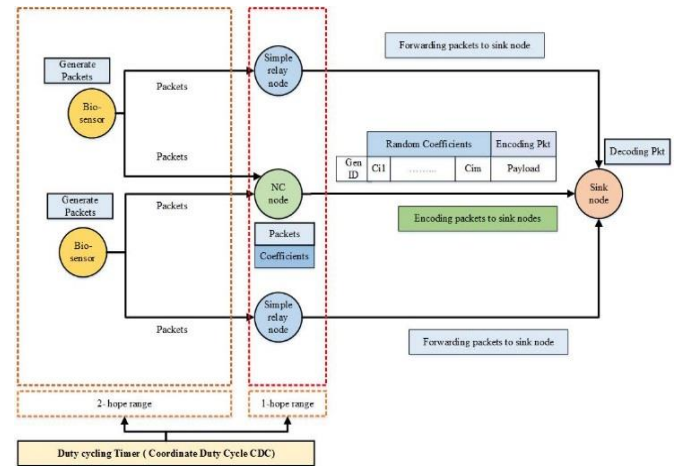 Forwarding packets to sink node
Simple
relay
node
Generate
Packets
Packets
Bio-
sensor
Random Coefficients
Encoding Pkt
Decoding Pkt
Packets
Gen
ID
Ci1
.........
Cim
Payload
NC
node
Sink
node
Generate
Packets
Packets
Encoding packets to sink nodes
Packets
Bio-
sensor
Coefficients
Simple
relay
node
Packets
Forwarding packets to sink node
2- hope range
1-hope range
Duty cycling Timer ( Coordinate Duty Cycle CDC)